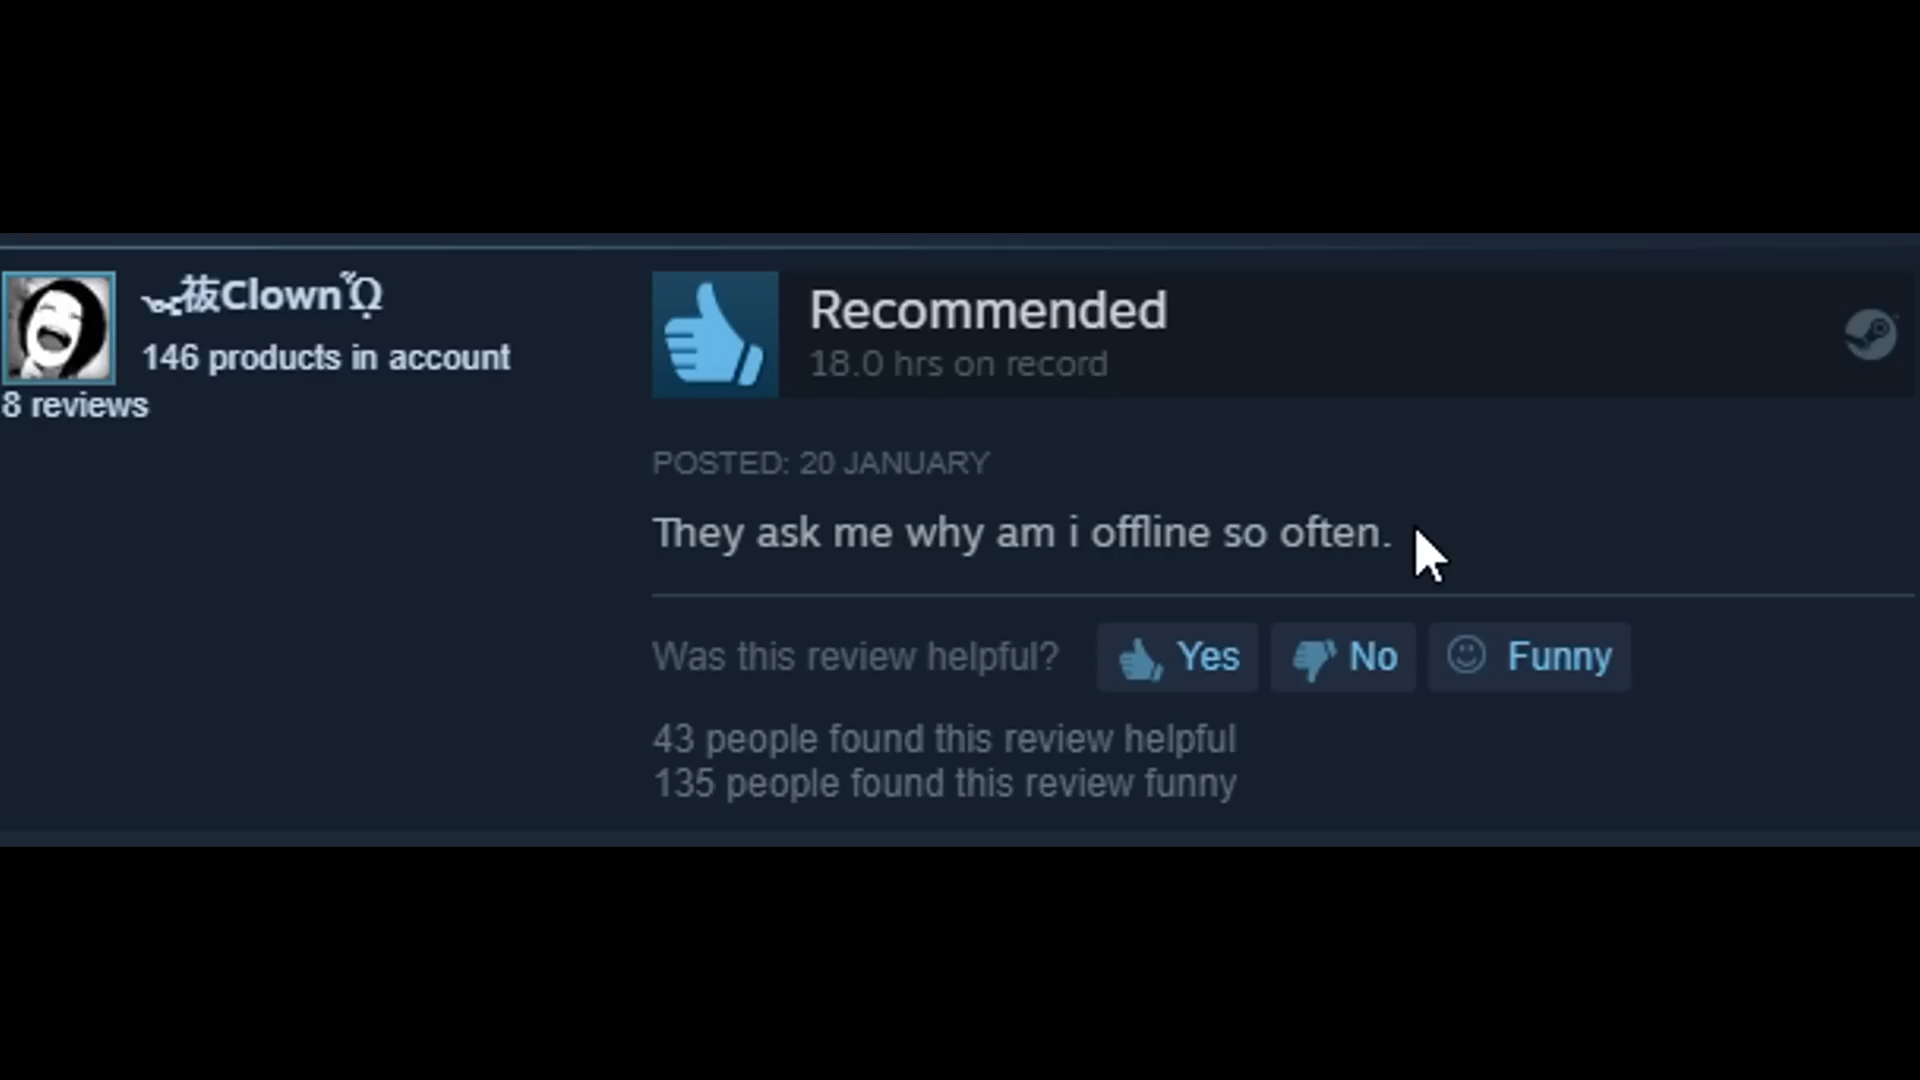 Clown
146 products in account
8 reviews
Recommended
18.0 hrs on record
POSTED: 20 JANUARY
They ask me why am i offline so often.
Was this review helpful?
Yes
No
Funny
43 people found this review helpful
135 people found this review funny